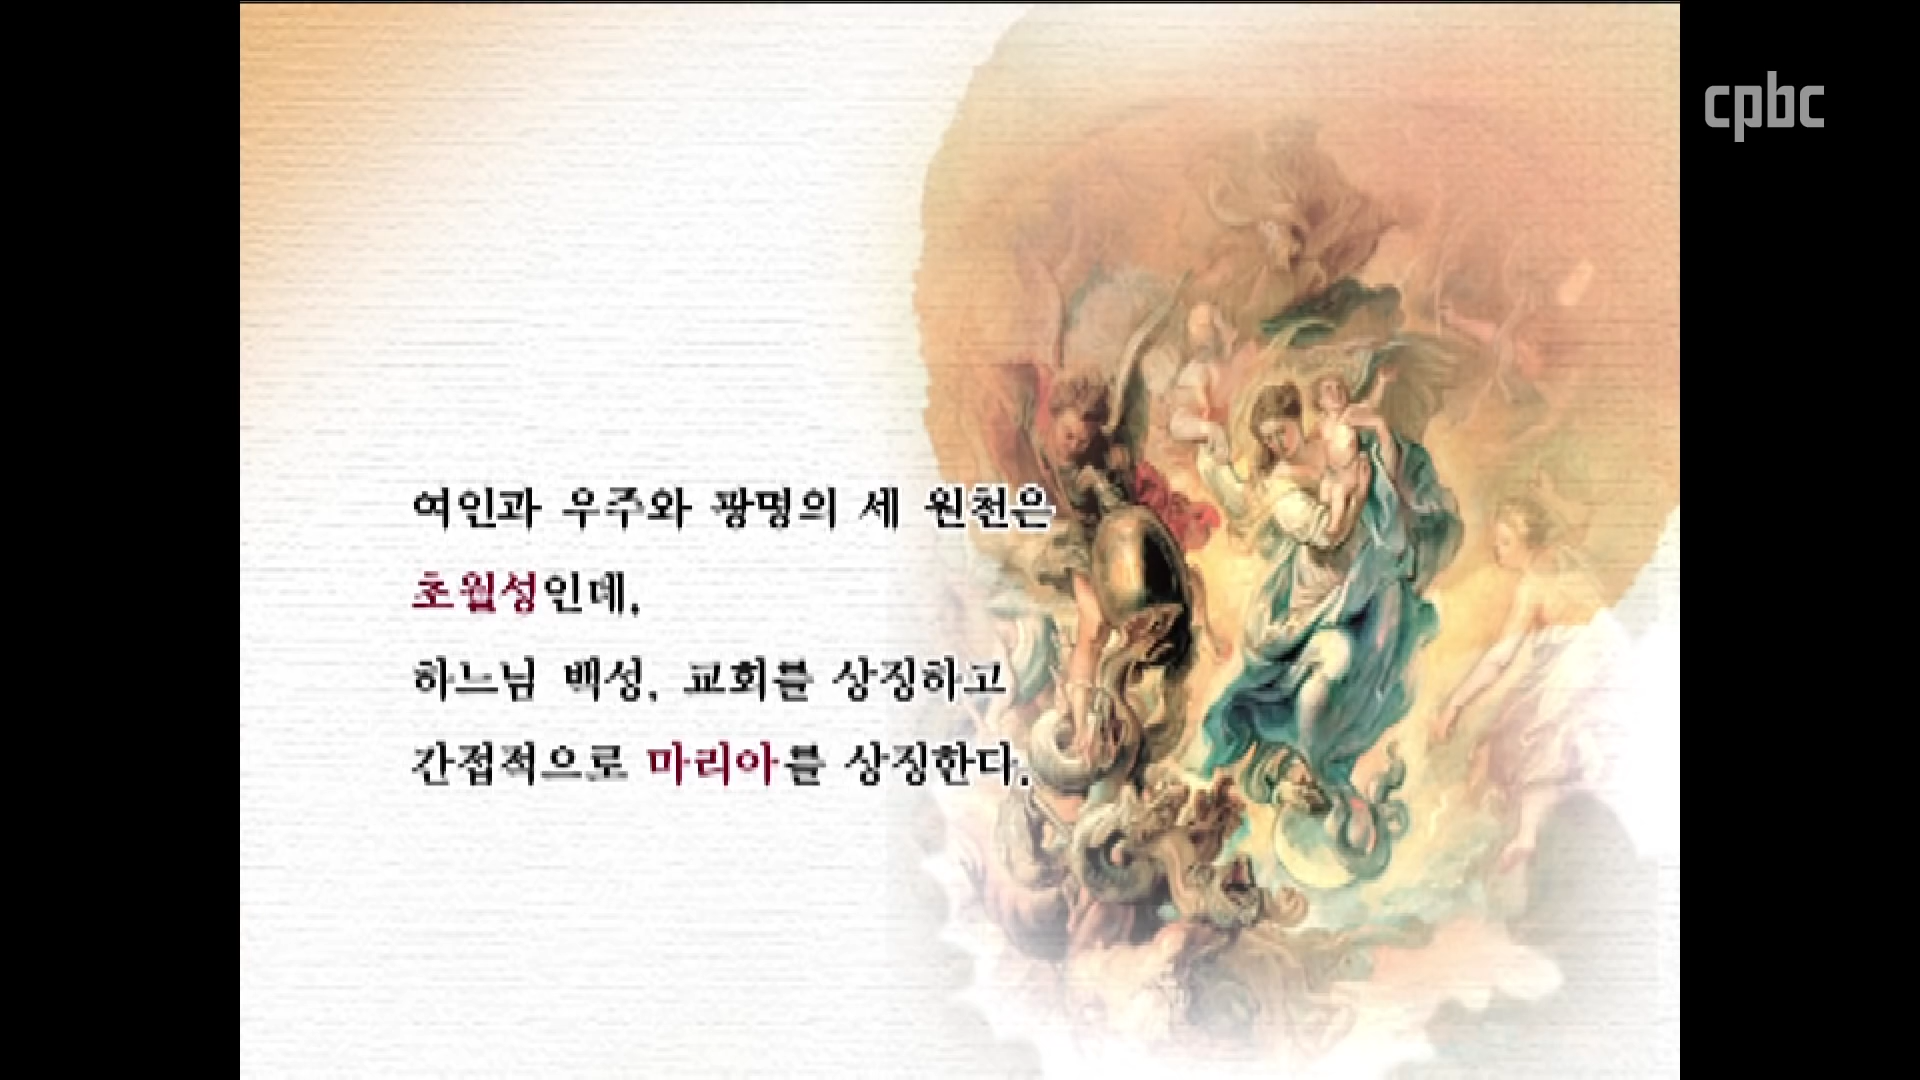 cpbc
여인과 우주와 광명의 세 원천은
초월성인데,
하느님 백성, 교회를 상징하고
간접적으로 마리아를 상징한다.